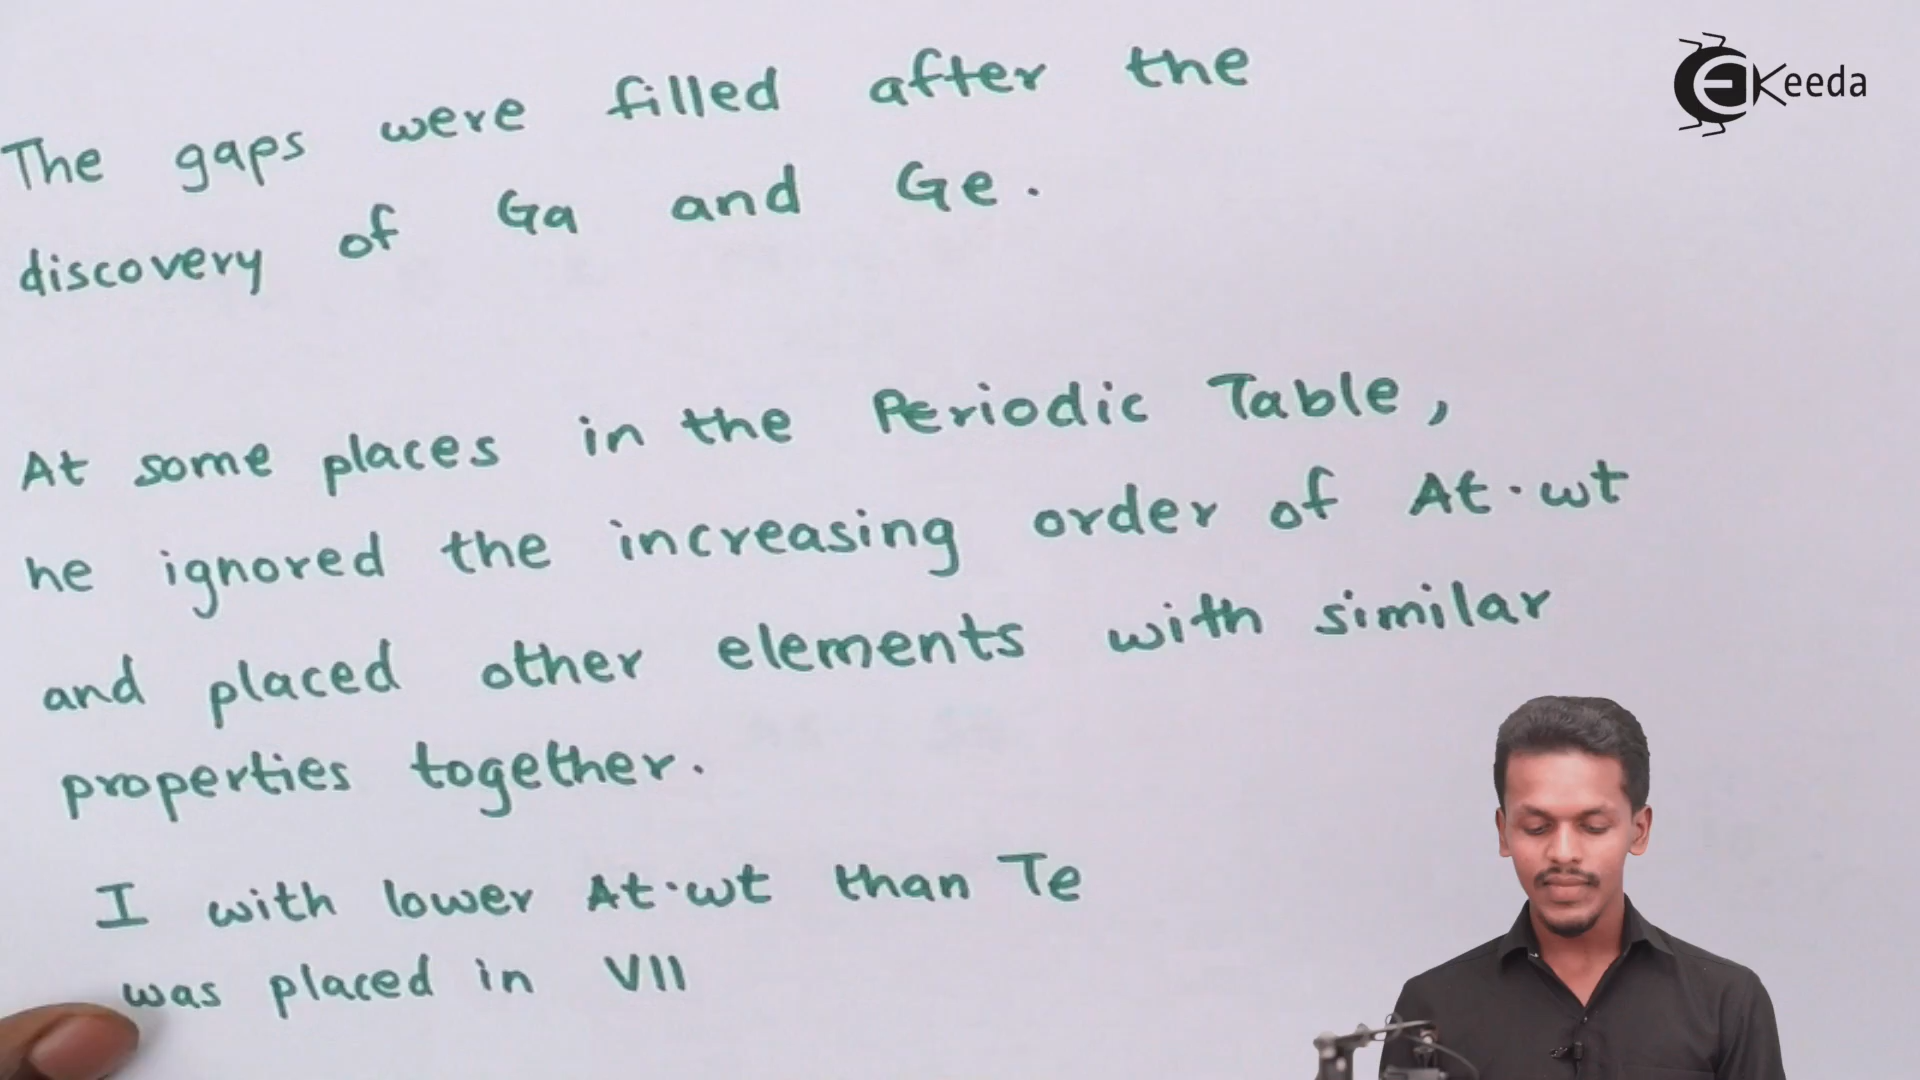 The gaps were filled after the
discovery of Ga and Ge.
At some places in the Periodic Table,
he ignored the increasing order of At.wt
and placed other elements with similar
properties together.
I with lower At.wt than Te
was placed in VII
EKeeda